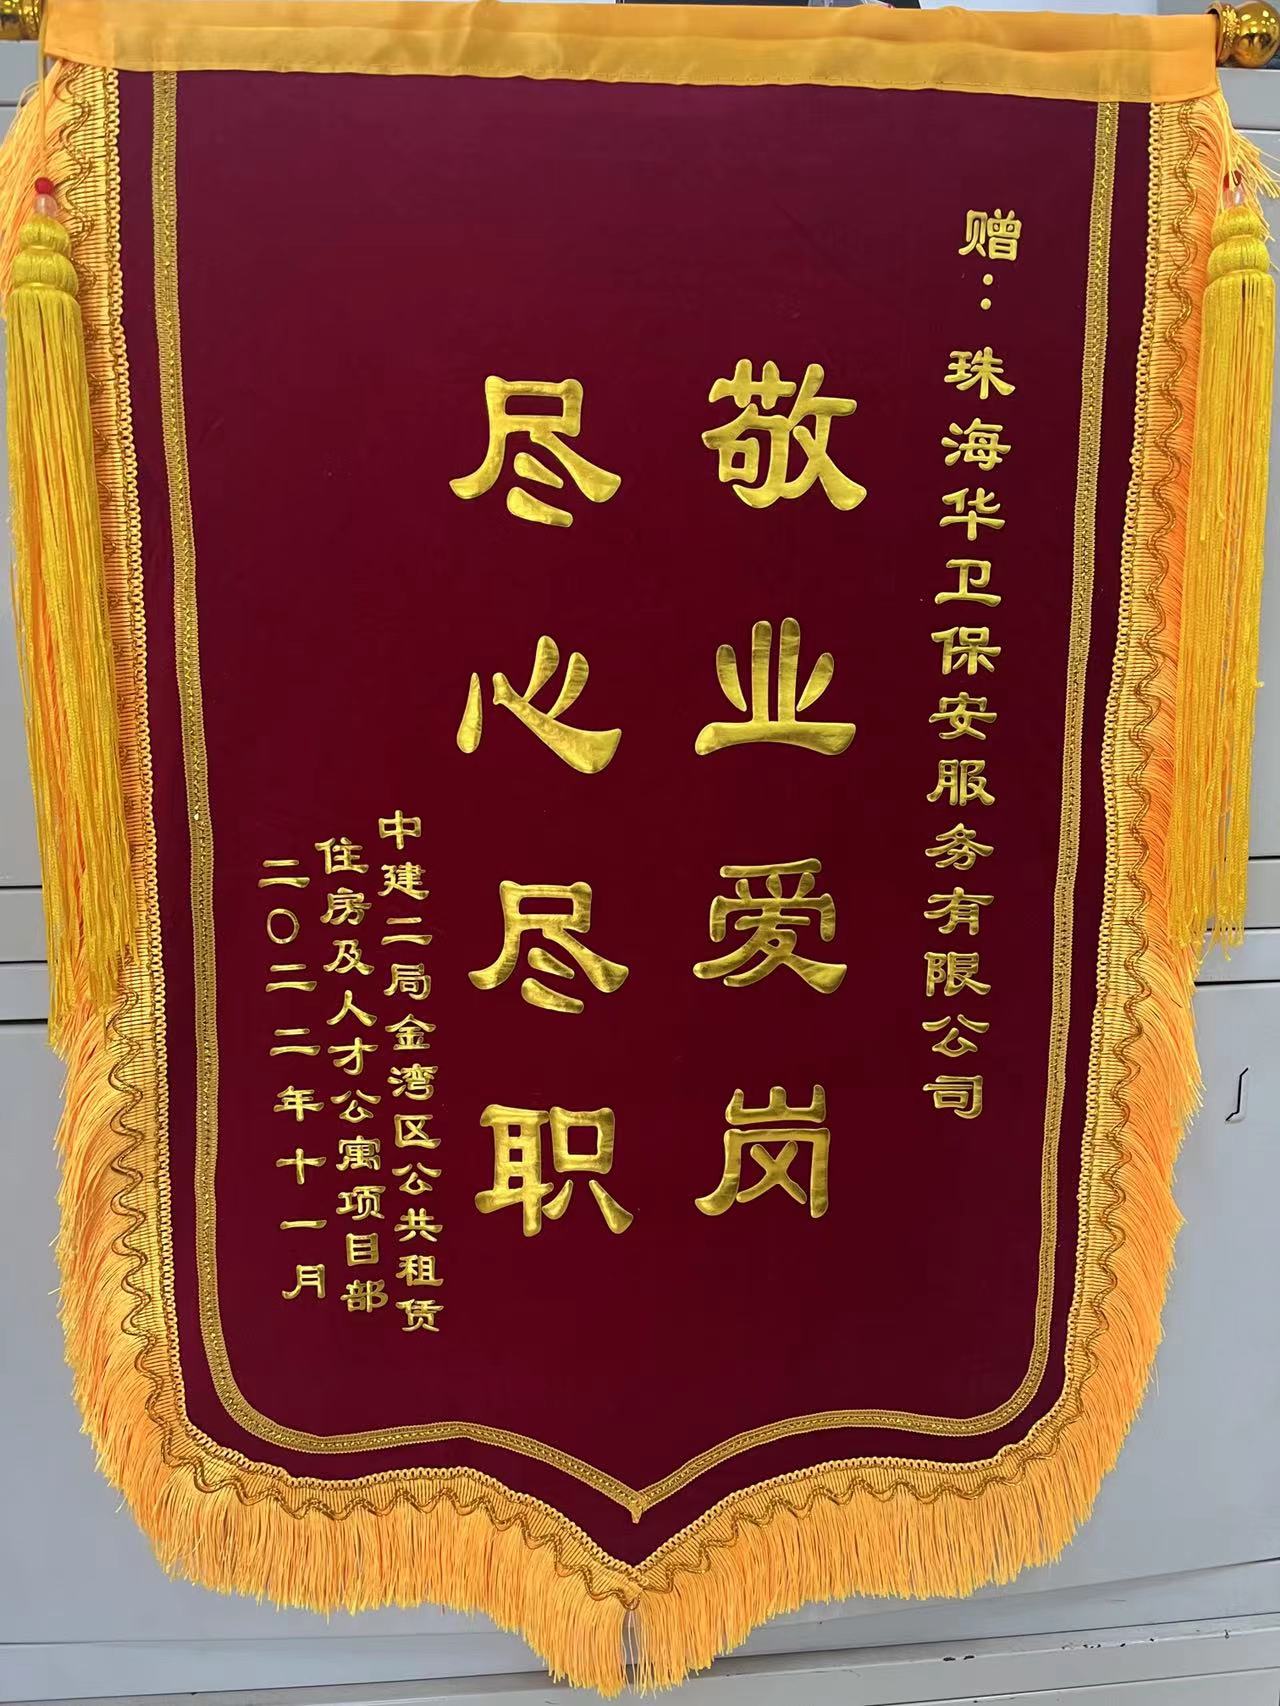 赠：珠海华卫保安服务有限公司
敬业爱岗
尽心尽职
中建二局金湾区公共租赁
住房及人才公寓项目部
二〇二二年十一月